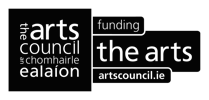 the arts
council
an chomhairle
ealaíon
funding
the arts
artscouncil.ie